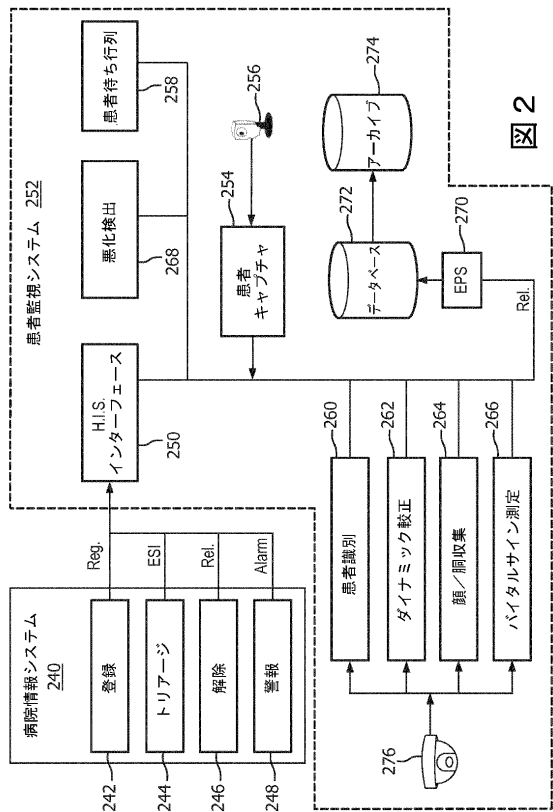 病院情報システム
240
登録
トリアージ
解除
警報
242
244
246
248
Reg.
ESI
Rel.
Alarm
患者監視システム 252
H.I.S.
インターフェース
250
悪化検出
268
患者待ち行列
258
患者
キャプチャ
254
256
患者識別
260
ダイナミック較正
262
顔／胴収集
264
バイタルサイン測定
266
276
データベース
272
アーカイブ
274
EPS
270
Rel.
図２